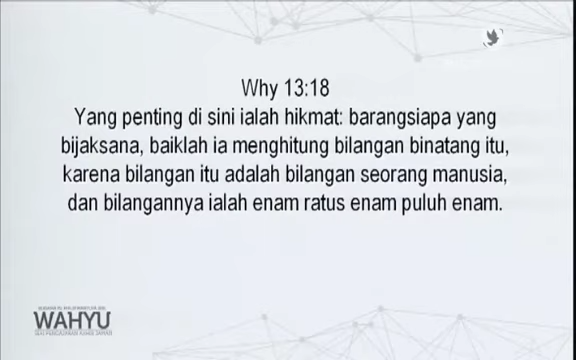 Why 13:18
Yang penting di sini ialah hikmat: barangsiapa yang
bijaksana, baiklah ia menghitung bilangan binatang itu,
karena bilangan itu adalah bilangan seorang manusia,
dan bilangannya ialah enam ratus enam puluh enam.
WAHYU